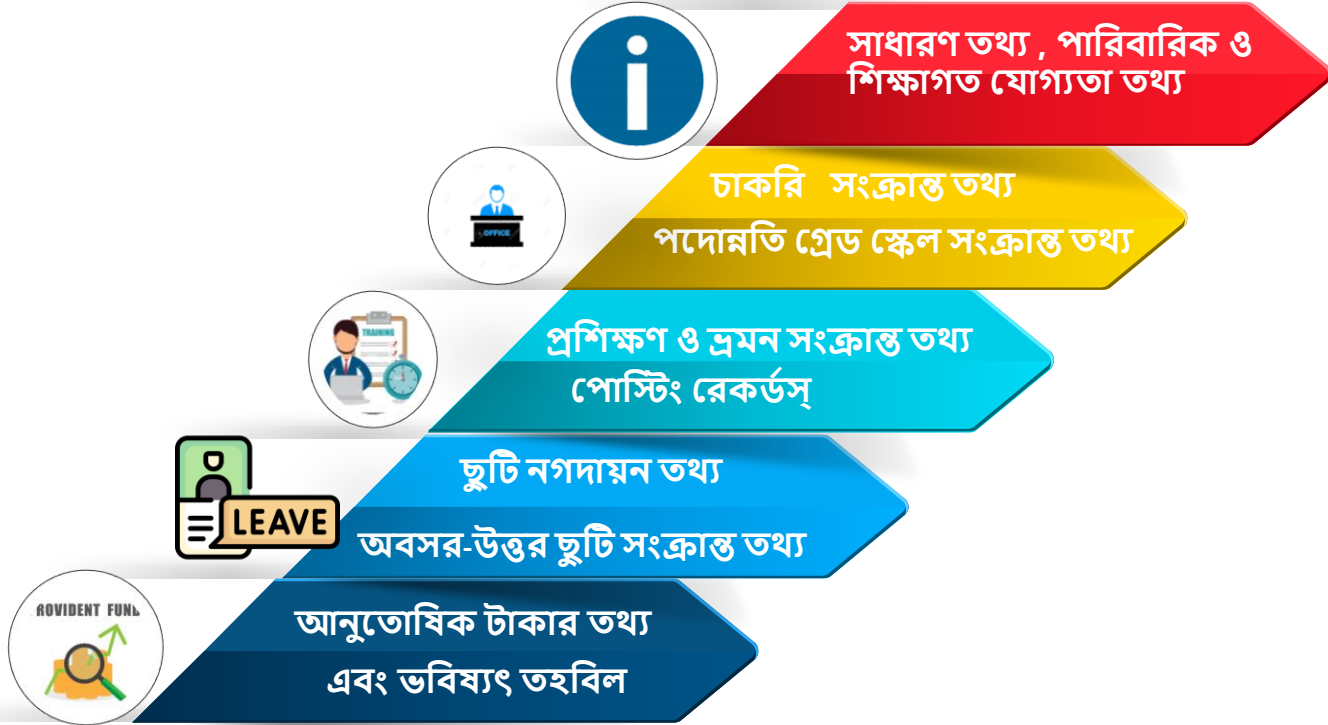 সাধারণ তথ্য , পারিবারিক ও
শিক্ষাগত যোগ্যতা তথ্য
OFFICE
চাকরি সংক্রান্ত তথ্য
পদোন্নতি গ্রেড স্কেল সংক্রান্ত তথ্য
TRAINING
প্রশিক্ষণ ও ভ্রমন সংক্রান্ত তথ্য
পোস্টিং রেকর্ডস্
LEAVE
ছুটি নগদায়ন তথ্য
অবসর-উত্তর ছুটি সংক্রান্ত তথ্য
ROVIDENT FUN
আনুতোষিক টাকার তথ্য
এবং ভবিষ্যৎ তহবিল